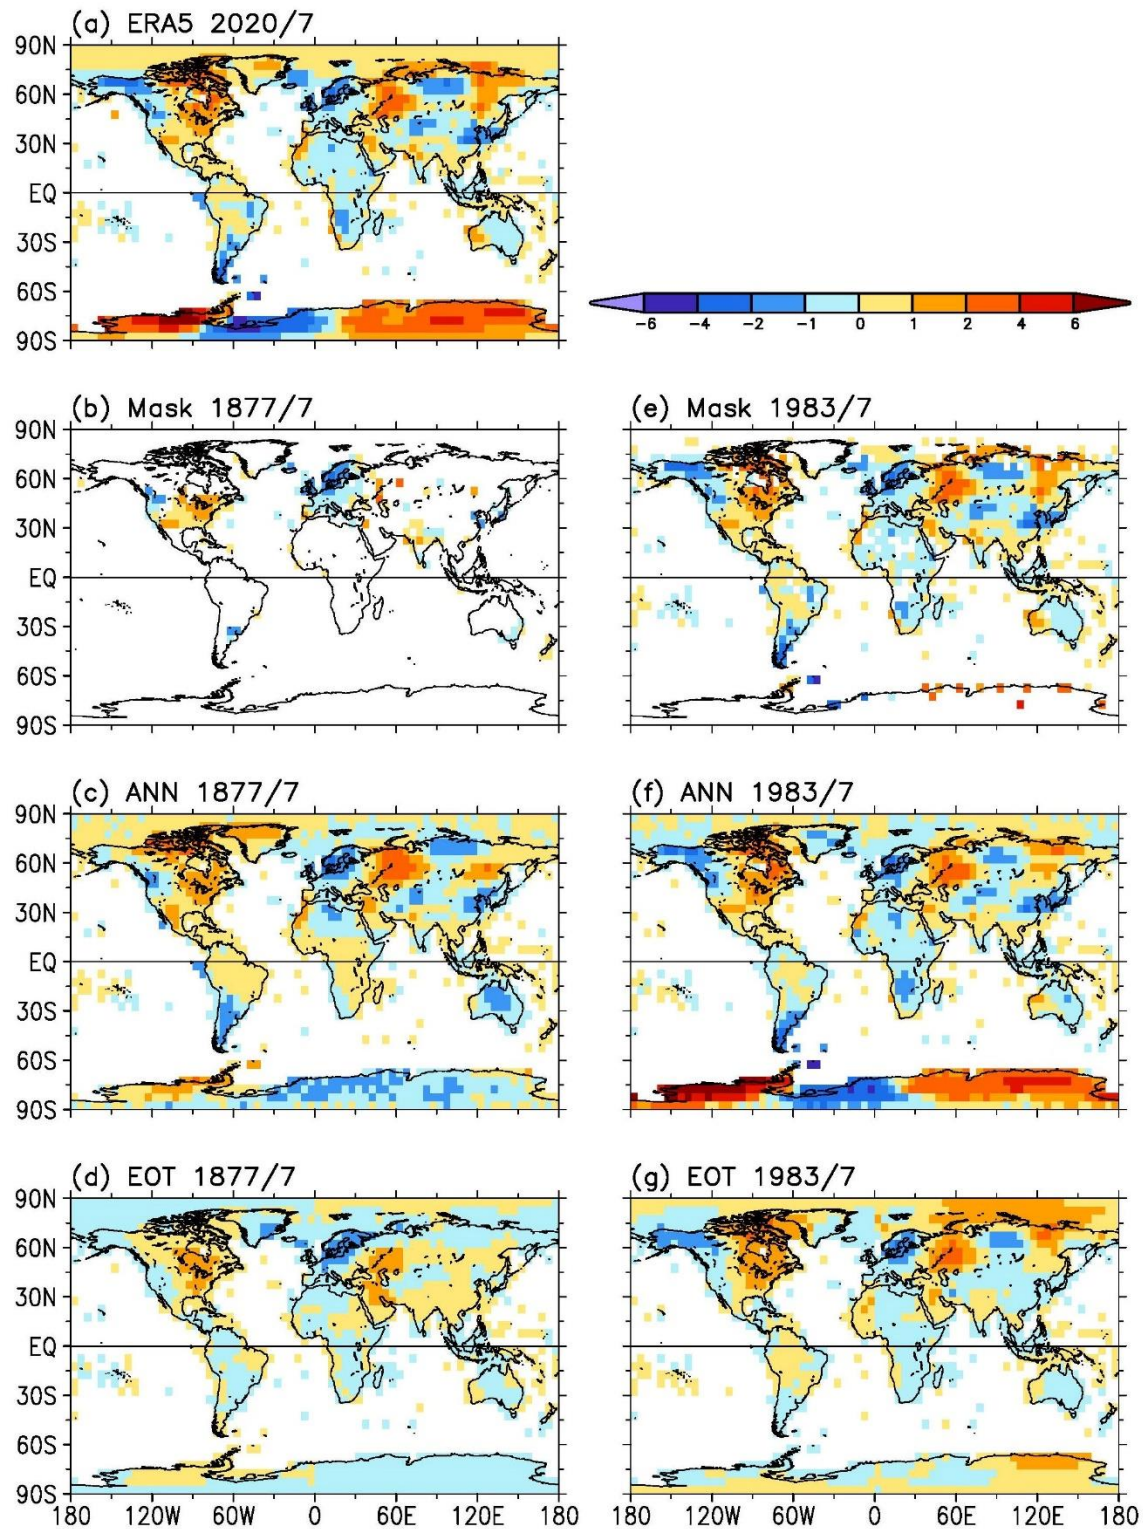 (a) ERA5 2020/7
90N
60N
30N
EQ
30S
60S
90S
-6 -4 -2 -1 0 1 2 4 6
(b) Mask 1877/7
90N
60N
30N
EQ
30S
60S
90S
(e) Mask 1983/7
(c) ANN 1877/7
90N
60N
30N
EQ
30S
60S
90S
(f) ANN 1983/7
(d) EOT 1877/7
90N
60N
30N
EQ
30S
60S
90S
180 120W 60W 0 60E 120E 180
(g) EOT 1983/7
180 120W 60W 0 60E 120E 180